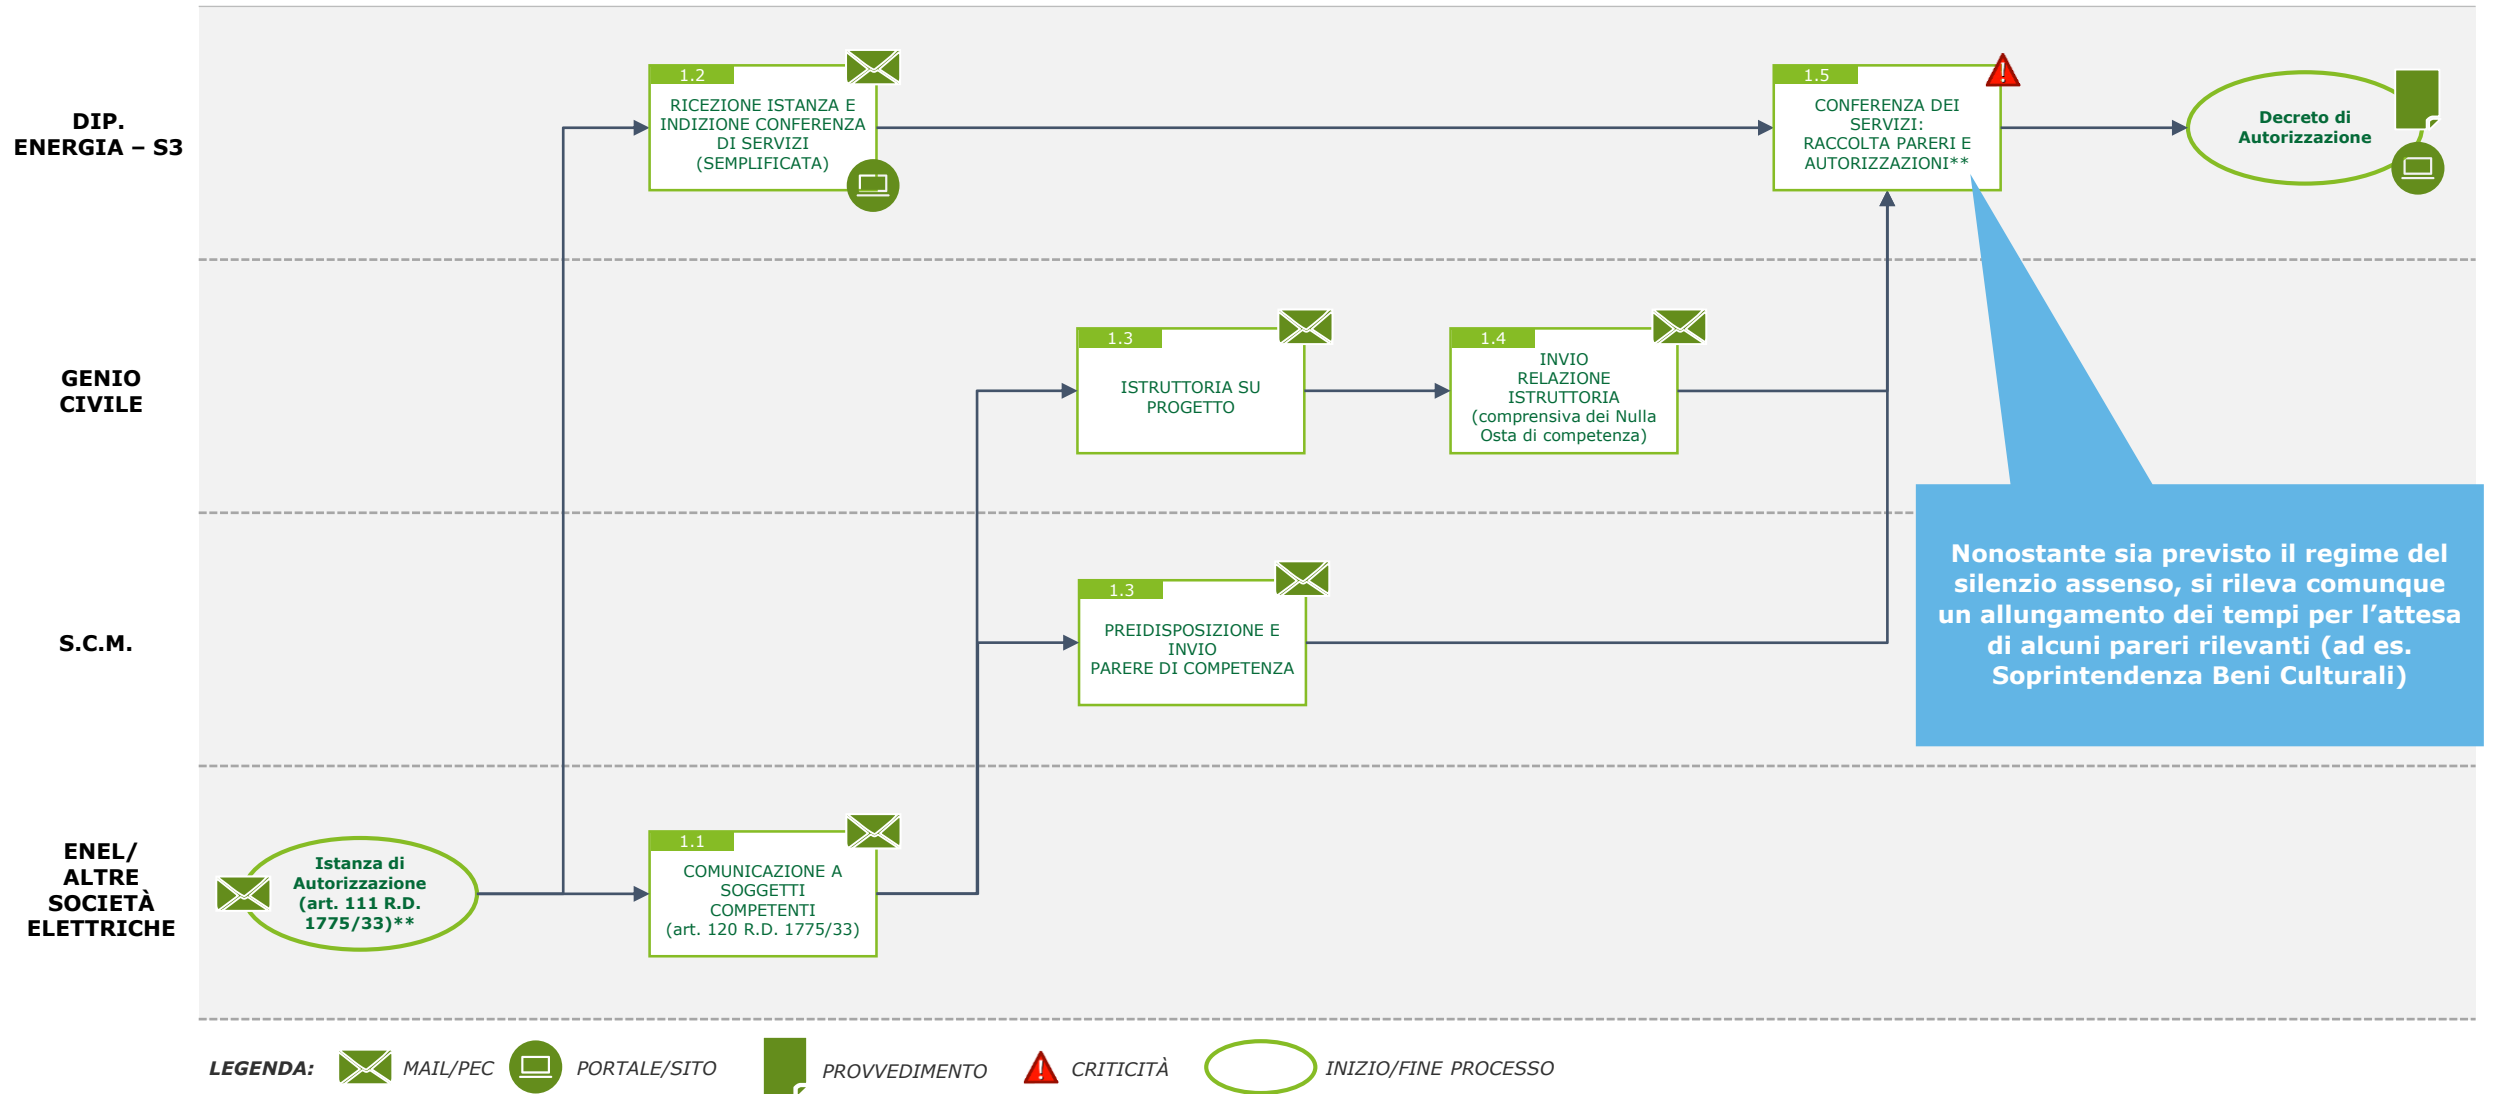 DIP.
ENERGIA – S3
1.2
RICEZIONE ISTANZA E
INDIZIONE CONFERENZA
DI SERVIZI
(SEMPLIFICATA)
1.5
CONFERENZA DEI
SERVIZI:
RACCOLTA PARERI E
AUTORIZZAZIONI**
Decreto di
Autorizzazione
GENIO
CIVILE
1.3
ISTRUTTORIA SU
PROGETTO
1.4
INVIO
RELAZIONE
ISTRUTTORIA
(comprensiva dei Nulla
Osta di competenza)
Nonostante sia previsto il regime del
silenzio assenso, si rileva comunque
un allungamento dei tempi per l’attesa
di alcuni pareri rilevanti (ad es.
Soprintendenza Beni Culturali)
S.C.M.
1.3
PREIDISPOSIZIONE E
INVIO
PARERE DI COMPETENZA
ENEL/
ALTRE
SOCIETÀ
ELETTRICHE
Istanza di
Autorizzazione
(art. 111 R.D.
1775/33)**
1.1
COMUNICAZIONE A
SOGGETTI
COMPETENTI
(art. 120 R.D. 1775/33)
LEGENDA:
MAIL/PEC
PORTALE/SITO
PROVVEDIMENTO
CRITICITÀ
INIZIO/FINE PROCESSO